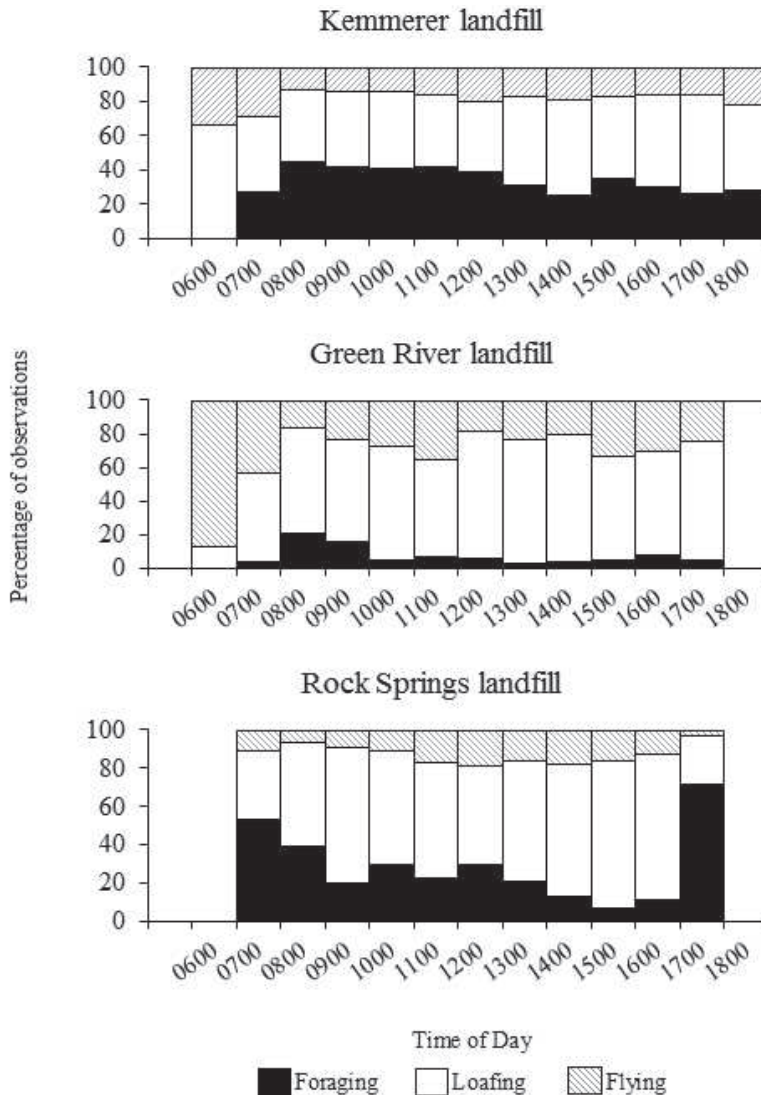 Kemmerer landfill
100
80
60
40
20
0
0600 0700 0800 0900 1000 1100 1200 1300 1400 1500 1600 1700 1800
Percentage of observations
Green River landfill
100
80
60
40
20
0
0600 0700 0800 0900 1000 1100 1200 1300 1400 1500 1600 1700 1800
Rock Springs landfill
100
80
60
40
20
0
0600 0700 0800 0900 1000 1100 1200 1300 1400 1500 1600 1700 1800
Time of Day
Foraging Loafing Flying